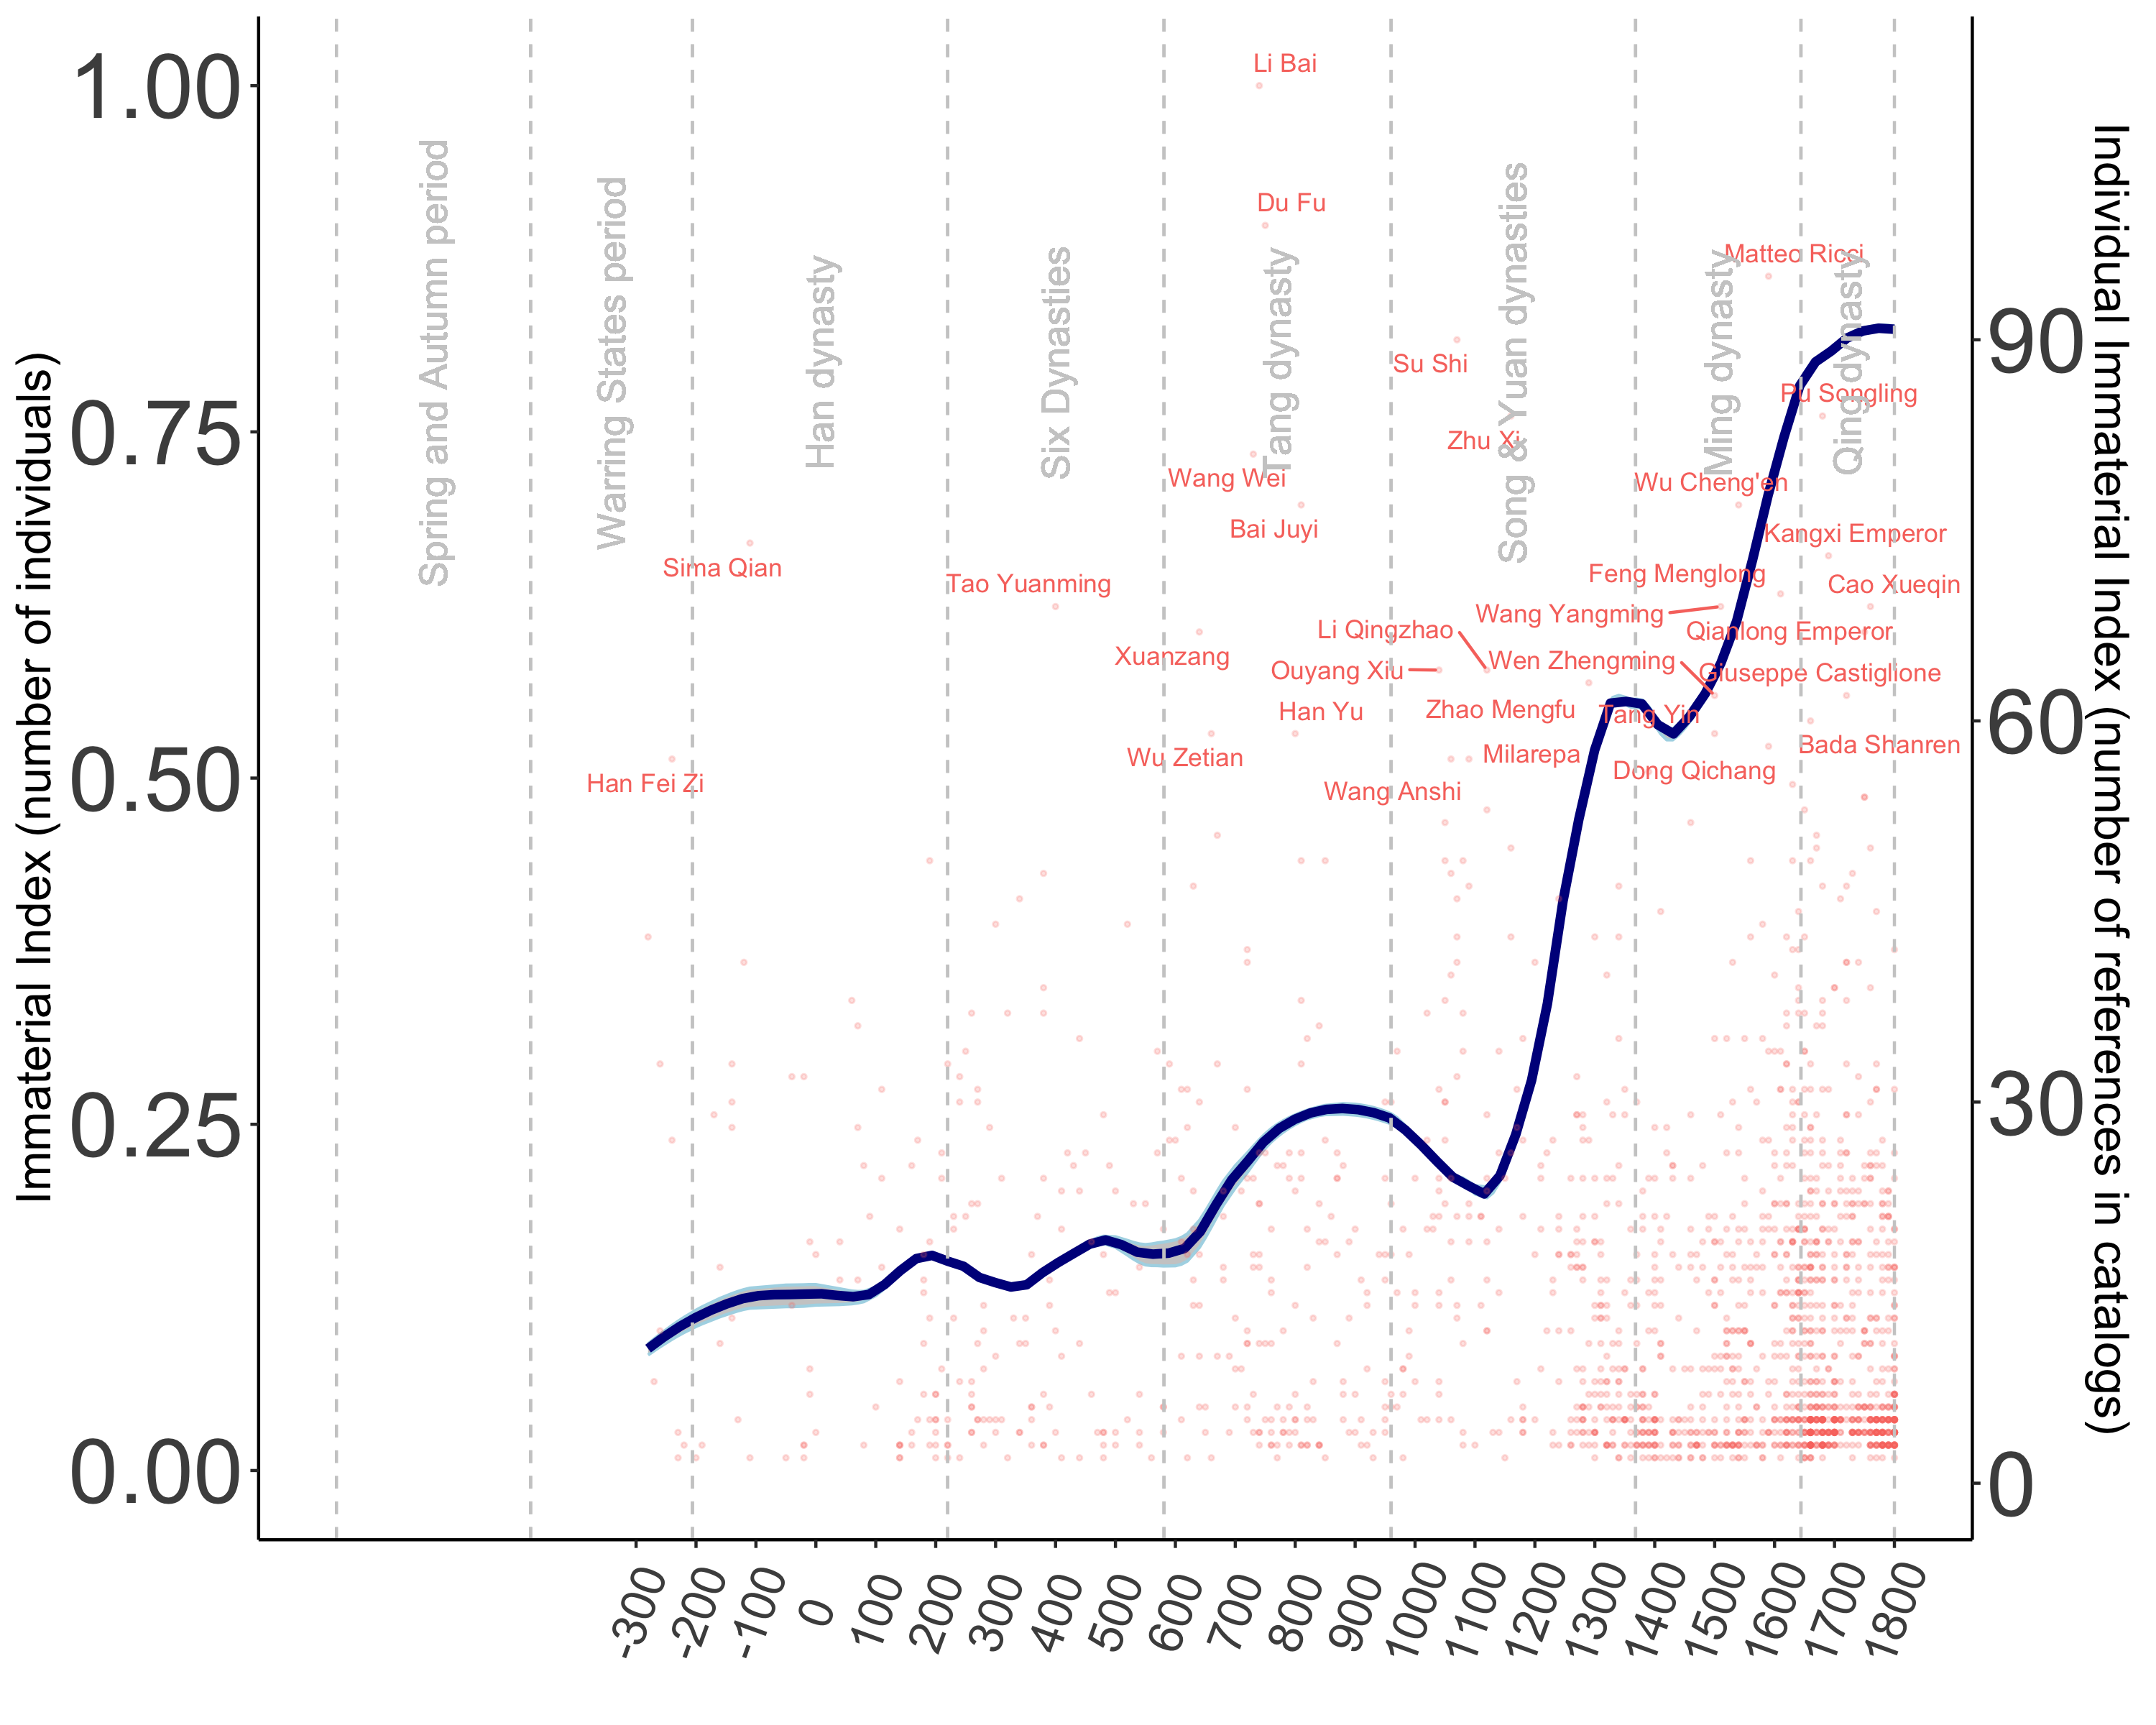 1.00
0.75
0.50
0.25
0.00
Immaterial Index (number of individuals)
Spring and Autumn period
Warring States period
Han dynasty
Six Dynasties
Tang dynasty
Song & Yuan dynasties
Ming dynasty
Qing dynasty
Li Bai
Du Fu
Matteo Ricci
Su Shi
Pu Songling
Zhu Xi
Wang Wei
Wu Cheng'en
Bai Juyi
Kangxi Emperor
Sima Qian
Feng Menglong
Tao Yuanming
Cao Xueqin
Wang Yangming
Li Qingzhao
Qianlong Emperor
Xuanzang
Wen Zhengming
Ouyang Xiu
Giuseppe Castiglione
Han Yu
Zhao Mengfu
Tang Yin
Wu Zetian
Milarepa
Bada Shanren
Han Fei Zi
Dong Qichang
Wang Anshi
90
60
30
0
Individual Immaterial Index (number of references in catalogs)
-300
-200
-100
0
100
200
300
400
500
600
700
800
900
1000
1100
1200
1300
1400
1500
1600
1700
1800